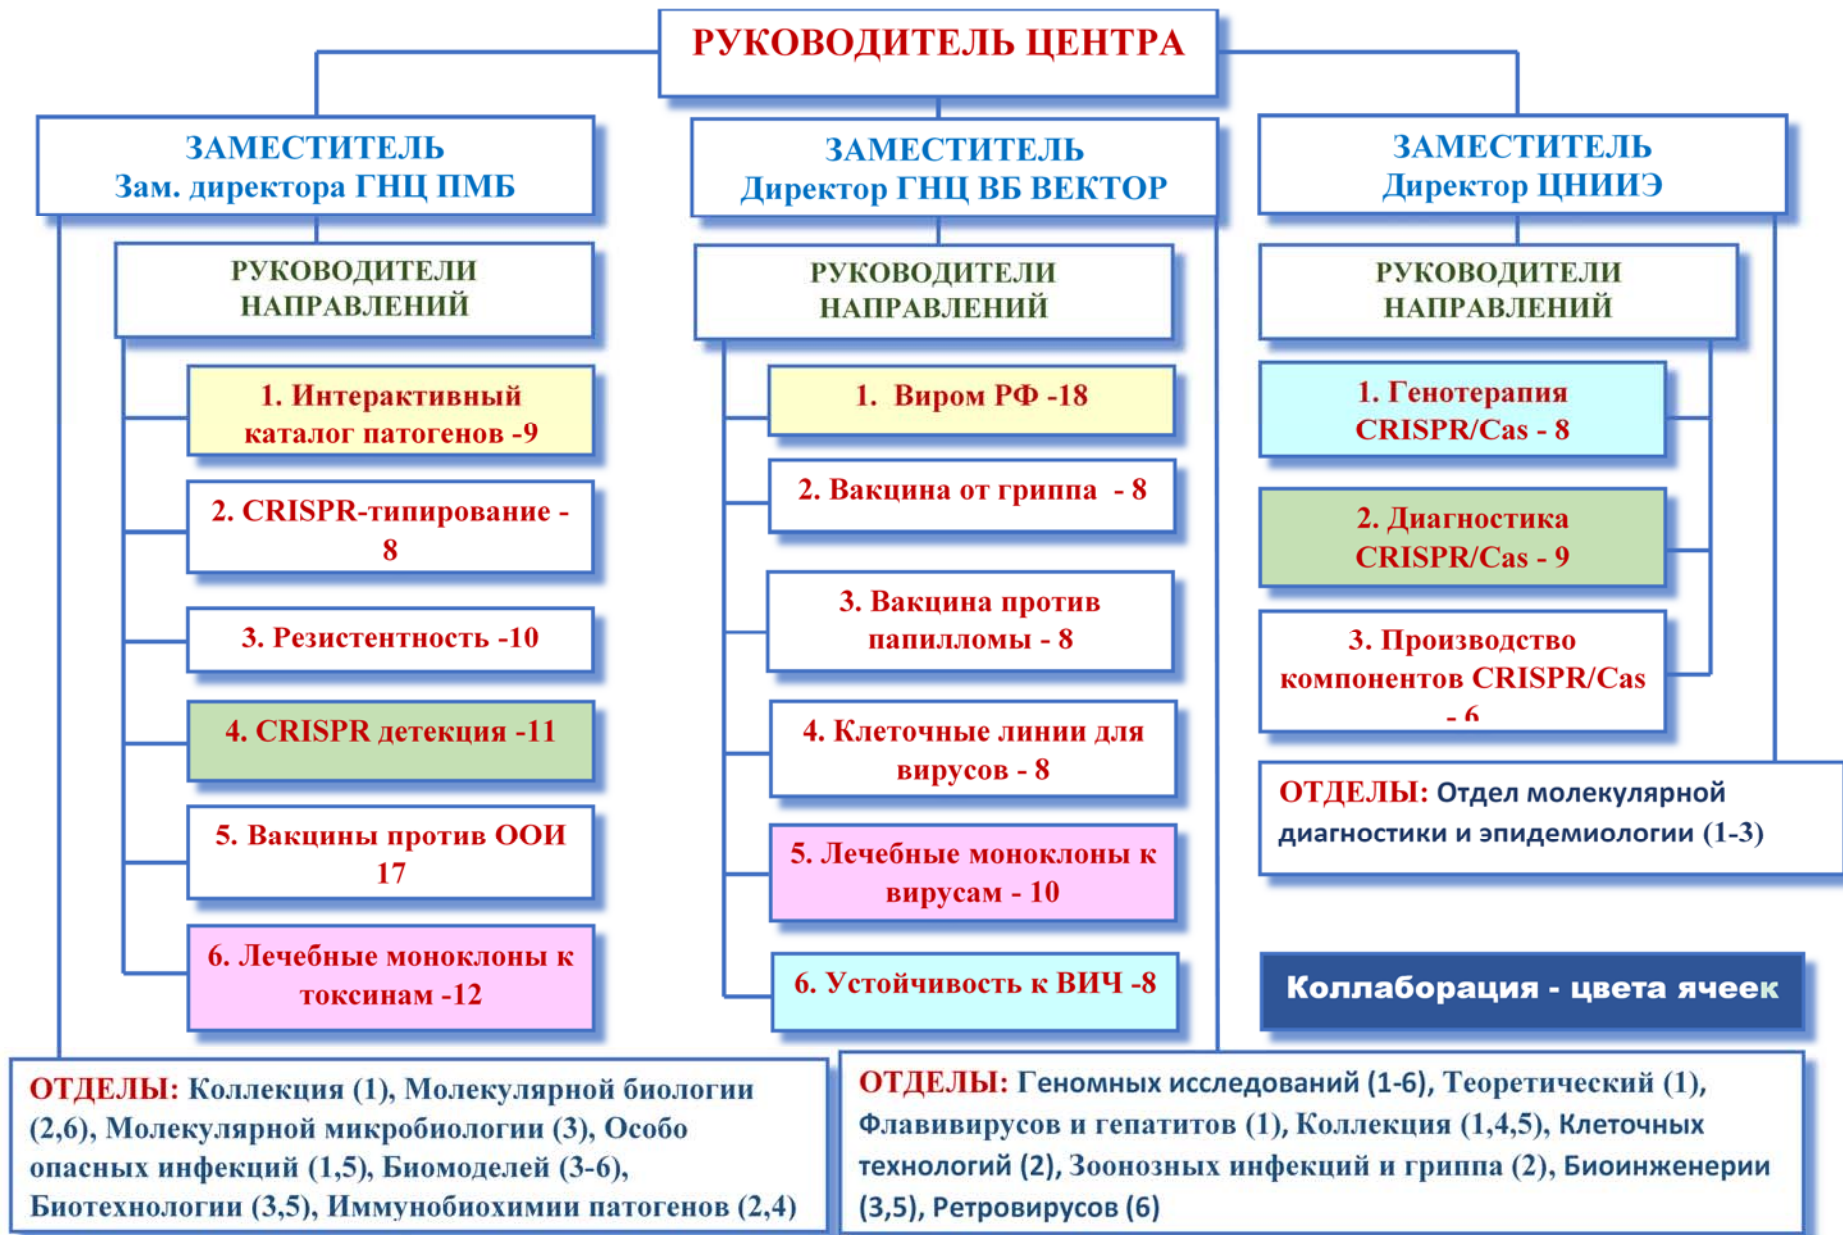 РУКОВОДИТЕЛЬ ЦЕНТРА
ЗАМЕСТИТЕЛЬ
Зам. директора ГНЦ ПМБ
РУКОВОДИТЕЛИ
НАПРАВЛЕНИЙ
1. Интерактивный
каталог патогенов -9
2. CRISPR-типирование -
8
3. Резистентность -10
4. CRISPR детекция -11
5. Вакцины против ООИ
17
6. Лечебные моноклоны к
токсинам -12
ОТДЕЛЫ: Коллекция (1), Молекулярной биологии
(2,6), Молекулярной микробиологии (3), Особо
опасных инфекций (1,5), Биомоделей (3-6),
Биотехнологии (3,5), Иммунобиохимии патогенов (2,4)
ЗАМЕСТИТЕЛЬ
Директор ГНЦ ВБ ВЕКТОР
РУКОВОДИТЕЛИ
НАПРАВЛЕНИЙ
1. Виром РФ -18
2. Вакцина от гриппа - 8
3. Вакцина против
папилломы - 8
4. Клеточные линии для
вирусов - 8
5. Лечебные моноклоны к
вирусам - 10
6. Устойчивость к ВИЧ -8
ОТДЕЛЫ: Геномных исследований (1-6), Теоретический (1),
Флавивирусов и гепатитов (1), Коллекция (1,4,5), Клеточных
технологий (2), Зоонозных инфекций и гриппа (2), Биоинженерии
(3,5), Ретровирусов (6)
ЗАМЕСТИТЕЛЬ
Директор ЦНИИЭ
РУКОВОДИТЕЛИ
НАПРАВЛЕНИЙ
1. Генотерапия
CRISPR/Cas - 8
2. Диагностика
CRISPR/Cas - 9
3. Производство
компонентов CRISPR/Cas
- 6
ОТДЕЛЫ: Отдел молекулярной
диагностики и эпидемиологии (1-3)
Коллаборация - цвета ячеек